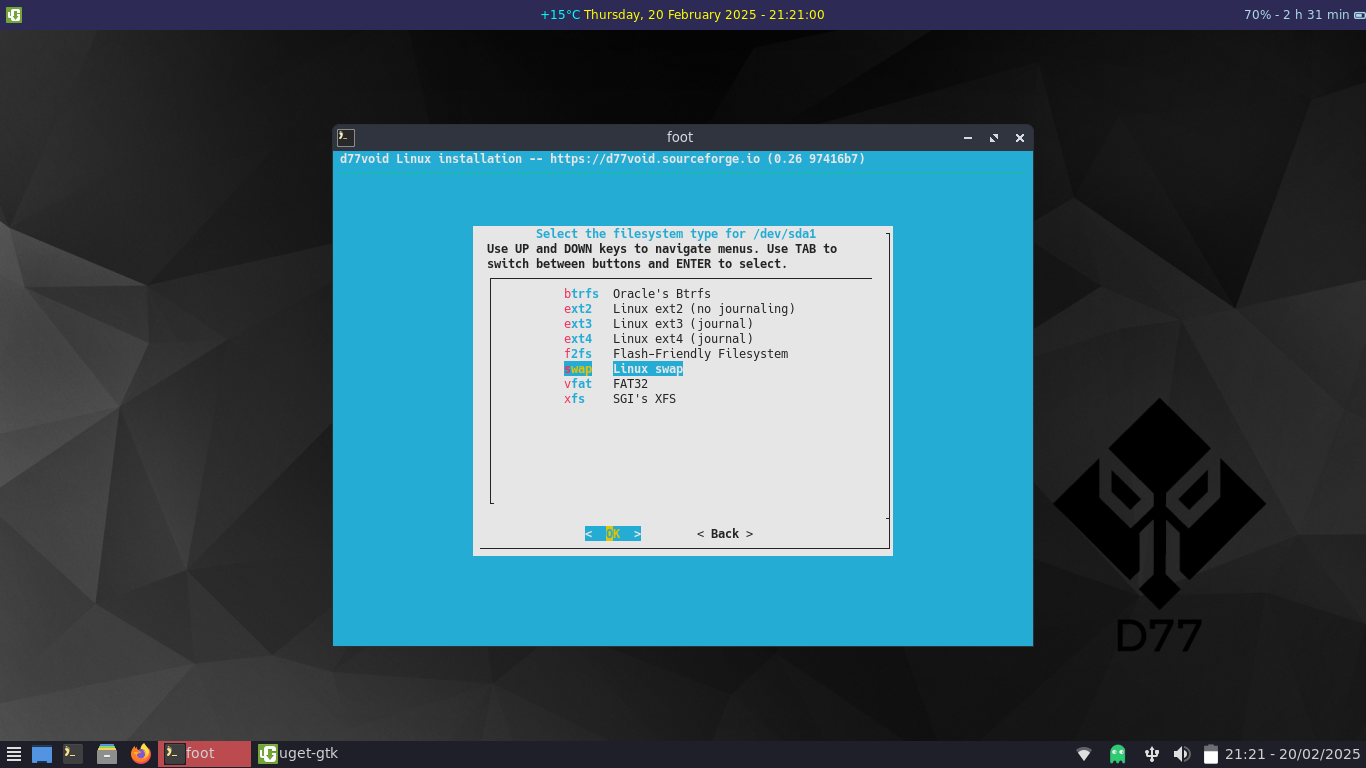 +15°C Thursday, 20 February 2025 - 21:21:00
70% - 2 h 31 min
foot
d77void Linux installation -- https://d77void.sourceforge.io (0.26 97416b7)
Select the filesystem type for /dev/sda1
Use UP and DOWN keys to navigate menus. Use TAB to
switch between buttons and ENTER to select.
btrfs Oracle's Btrfs
ext2 Linux ext2 (no journaling)
ext3 Linux ext3 (journal)
ext4 Linux ext4 (journal)
f2fs Flash-Friendly Filesystem
swap Linux swap
vfat FAT32
xfs SGI's XFS
< OK > < Back >
D77
foot
uget-gtk
21:21 - 20/02/2025